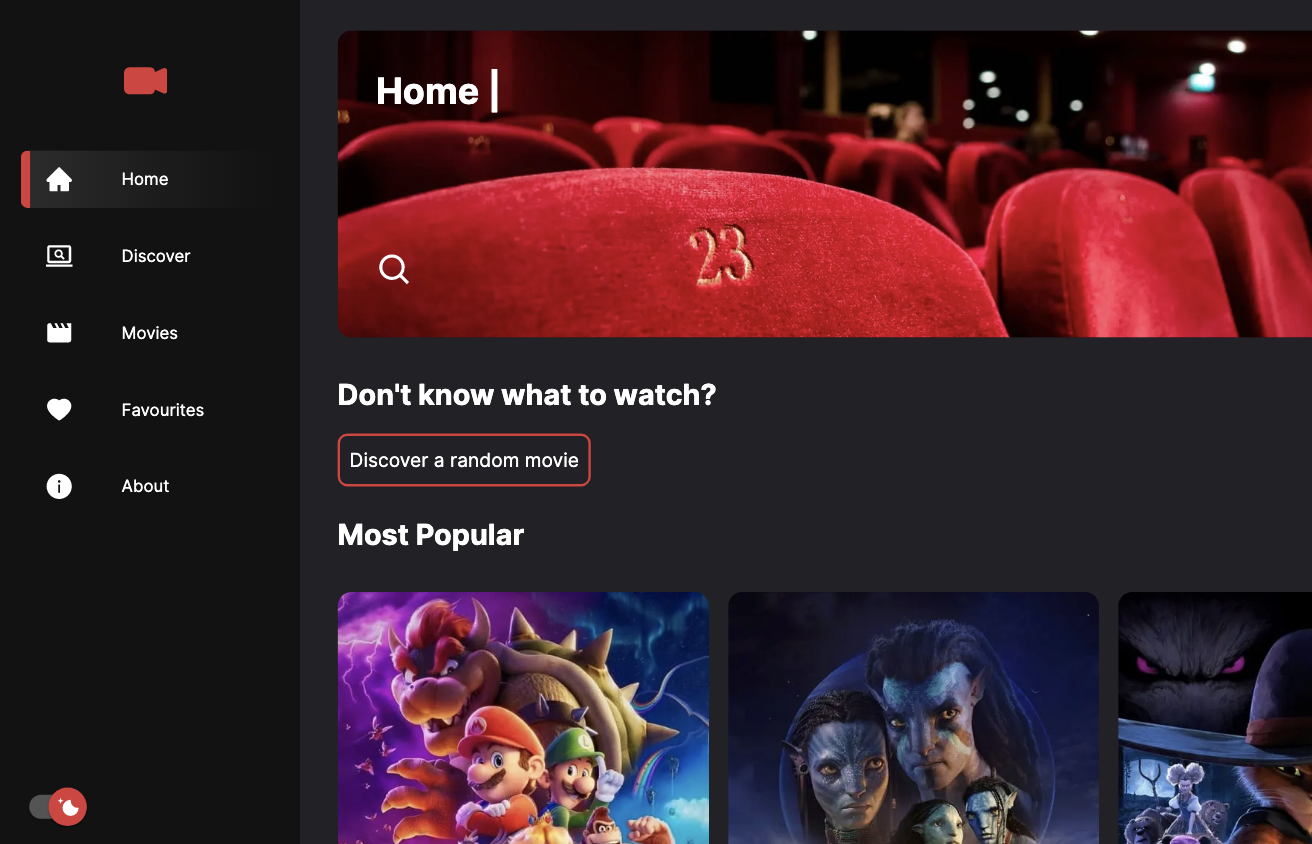 Home
Discover
Movies
Favourites
About
Home |
23
Don't know what to watch?
Discover a random movie
Most Popular